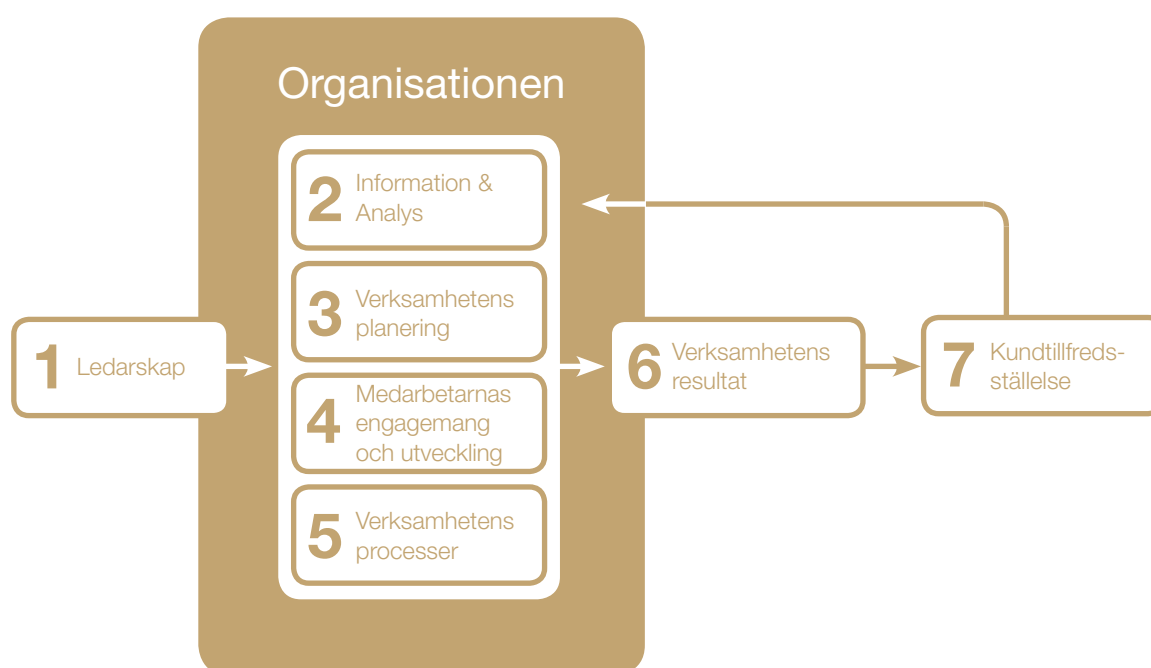 Organisationen
1 Ledarskap
2 Information &
Analys
3 Verksamhetens
planering
4 Medarbetarnas
engagemang
och utveckling
5 Verksamhetens
processer
6 Verksamhetens
resultat
7 Kundtillfreds-
ställelse